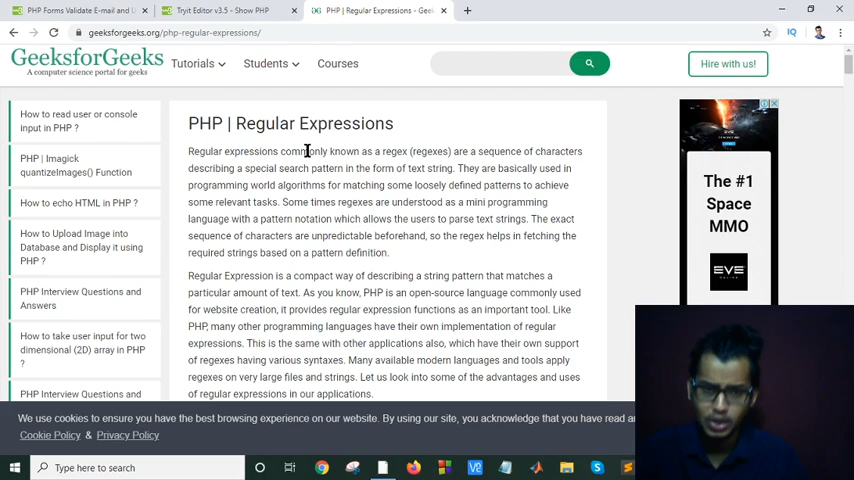 PHP Forms Validate E-mail and U
Tryit Editor v3.5 - Show PHP
PHP | Regular Expressions - Geek
geeksforgeeks.org/php-regular-expressions/
GeeksforGeeks
A computer science portal for geeks
Tutorials
Students
Courses
Hire with us!
How to read user or console
input in PHP ?
PHP | Imagick
quantizeImages() Function
How to echo HTML in PHP ?
How to Upload Image into
Database and Display it using
PHP ?
PHP Interview Questions and
Answers
How to take user input for two
dimensional (2D) array in PHP
?
PHP Interview Questions and
PHP | Regular Expressions
Regular expressions commonly known as a regex (regexes) are a sequence of characters
describing a special search pattern in the form of text string. They are basically used in
programming world algorithms for matching some loosely defined patterns to achieve
some relevant tasks. Some times regexes are understood as a mini programming
language with a pattern notation which allows the users to parse text strings. The exact
sequence of characters are unpredictable beforehand, so the regex helps in fetching the
required strings based on a pattern definition.
Regular Expression is a compact way of describing a string pattern that matches a
particular amount of text. As you know, PHP is an open-source language commonly used
for website creation, it provides regular expression functions as an important tool. Like
PHP, many other programming languages have their own implementation of regular
expressions. This is the same with other applications also, which have their own support
of regexes having various syntaxes. Many available modern languages and tools apply
regexes on very large files and strings. Let us look into some of the advantages and uses
of regular expressions in our applications.
The #1
Space
MMO
EVE
We use cookies to ensure you have the best browsing experience on our website. By using our site, you acknowledge that you have read an
Cookie Policy & Privacy Policy
Type here to search